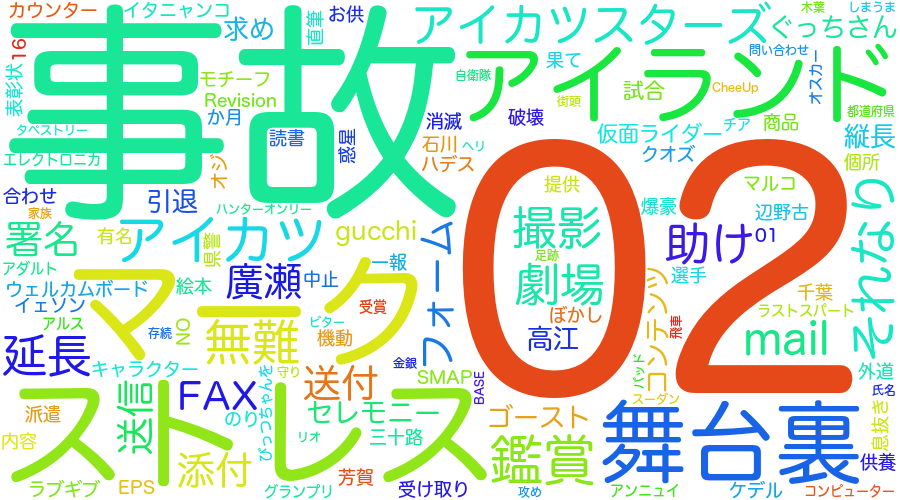 カウンター
イタニャンコ
求め
直筆
お供
アイカツスターズ
木葉
しまうま
ぐっちさん
16
表彰状
事故
モチーフ
Revision
か月
タペストリー
エレクトロニカ
オジ
読書
惑星
消滅
自衛隊
アイランド
破壊
石川
ヘリ
ハデス
果て
街頭
試合
CheeUp
問い合わせ
オスカー
都道府県
仮面ライダー
チア
商品
クオズ
縦長
個所
合わせ
家族
引退
ハンターオンリー
提供
マルコ
爆豪
辺野古
署名
有名
アイカツ
県警
gucchi
フォーム
撮影
足跡
02
助け
01
それなり
アダルト
ウェルカムボード
絵本
廣瀬
中止
一報
劇場
選手
千葉
イェソン
アルス
マーク
受賞
ぼかし
コンテンツ
飛車
ラストスパート
存続
NO
無難
ビター
機動
高江
mail
延長
金銀
外道
キャラクター
ぴっつちゃんを
守り
送付
SMAP
BASE
バッド
スーダン
氏名
ストレス
FAX
のり
セレモニー
ゴースト
舞台裏
息抜き
派遣
送信
内容
添付
リオ
三十路
鑑賞
供養
ラブギブ
EPS
グランプリ
芳賀
受け取り
攻め
アンニュイ
ケデル
コンピューター